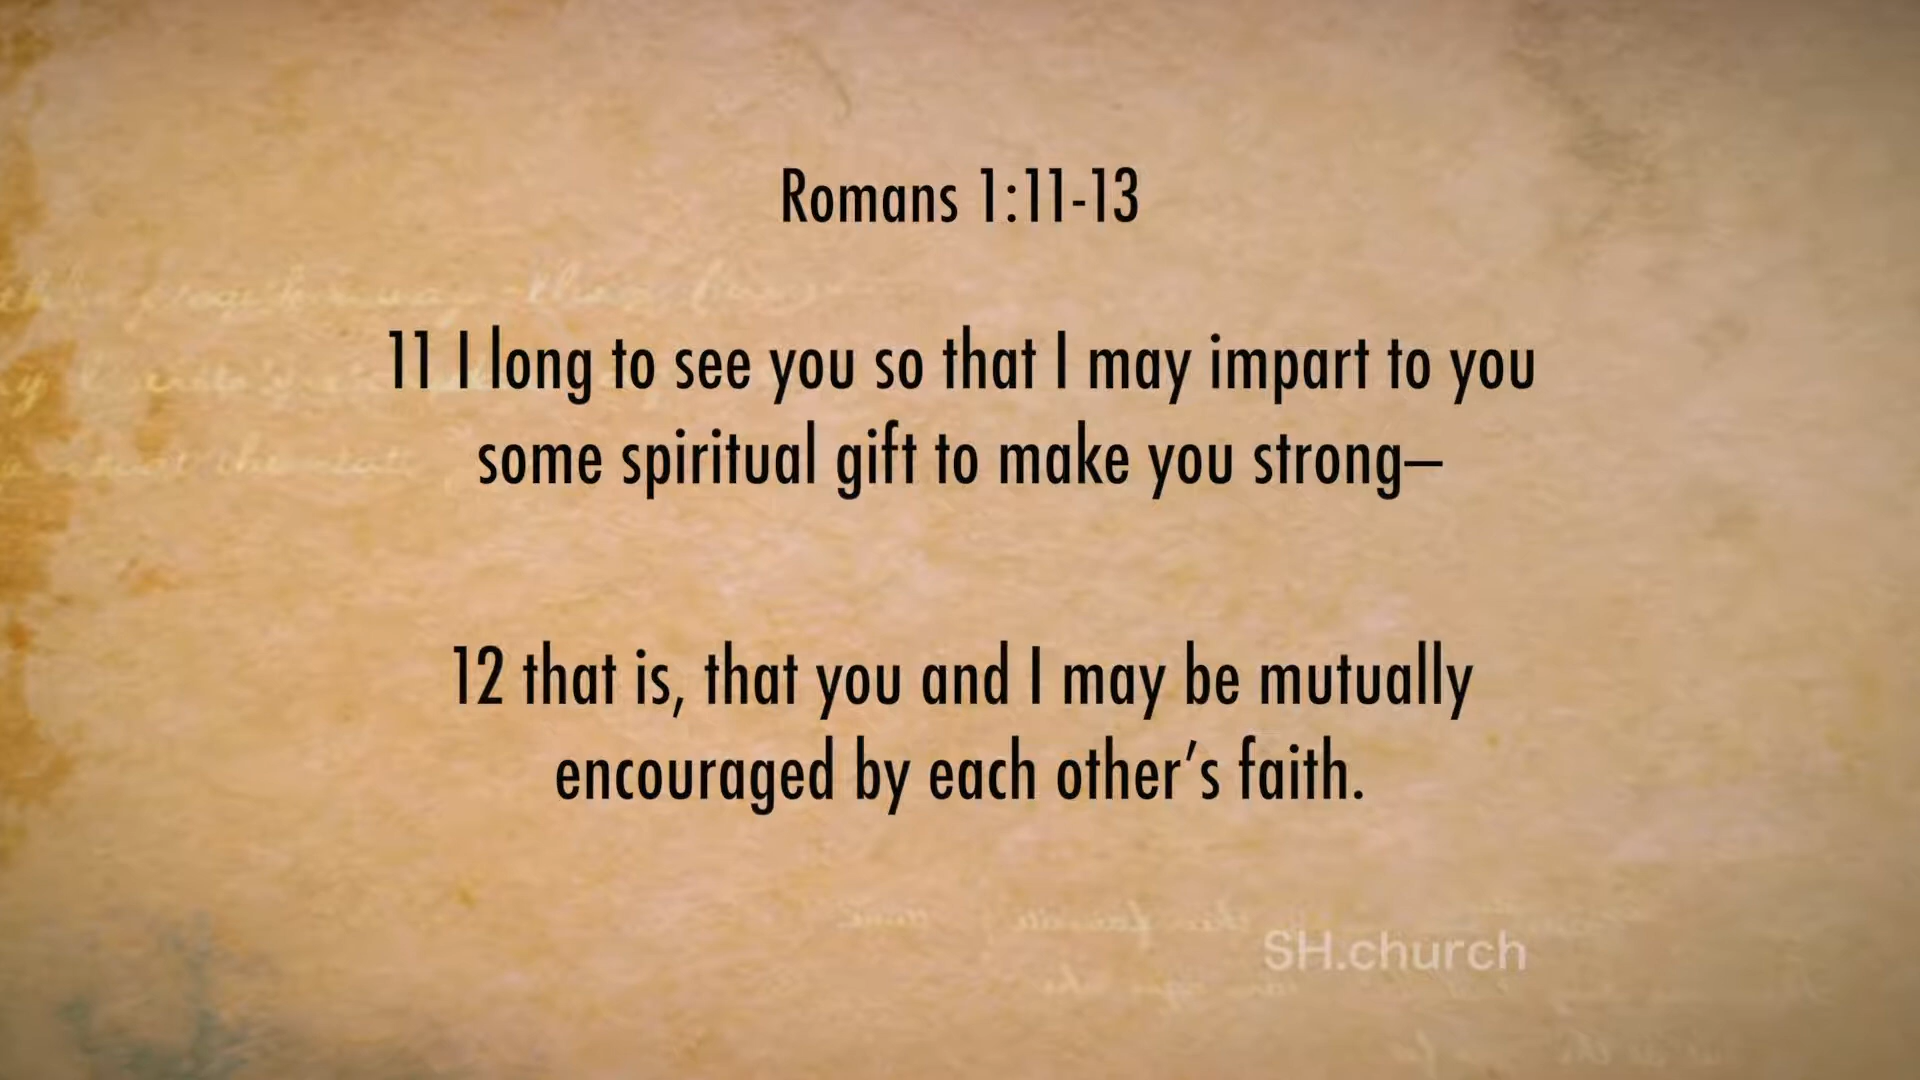 Romans 1:11-13
11 I long to see you so that I may impart to you
some spiritual gift to make you strong—
12 that is, that you and I may be mutually
encouraged by each other’s faith.
SH.church